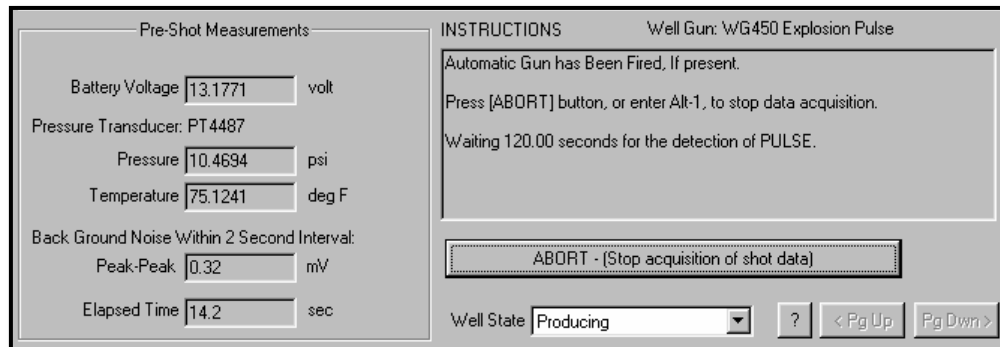 Pre-Shot Measurements
Battery Voltage 13.1771 volt
Pressure Transducer: PT4487
Pressure 10.4694 psi
Temperature 75.1241 deg F
Back Ground Noise Within 2 Second Interval:
Peak-Peak 0.32 mV
Elapsed Time 14.2 sec
INSTRUCTIONS Well Gun: WG450 Explosion Pulse
Automatic Gun has Been Fired, If present.
Press [ABORT] button, or enter Alt-1, to stop data acquisition.
Waiting 120.00 seconds for the detection of PULSE.
ABORT - (Stop acquisition of shot data)
Well State Producing ? < Pg Up Pg Dwn >